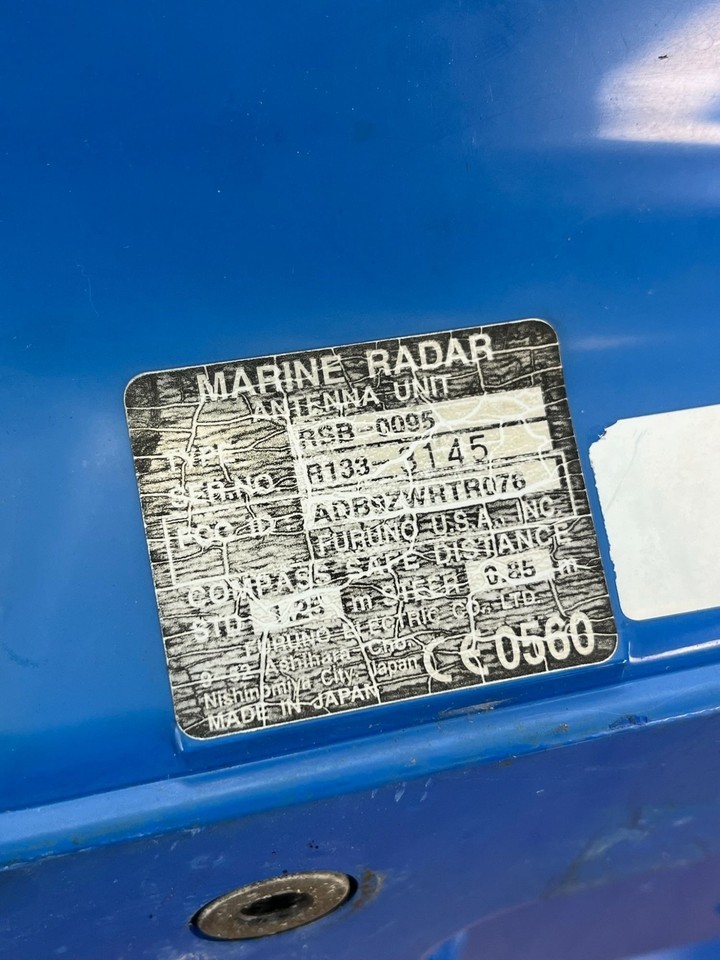 MARINE RADAR
ANTENNA UNIT
TYPE RSB-0095
SER.NO R133-3145
FCC ID ADB9ZWRTR076
FURUNO U.S.A., INC.
COMPASS SAFE DISTANCE
STD 1.25 m STEER 0.85 m
FURUNO ELECTRIC CO., LTD.
9-52 Ashihara-Cho
Nishinomiya City, Japan
MADE IN JAPAN
CE0560